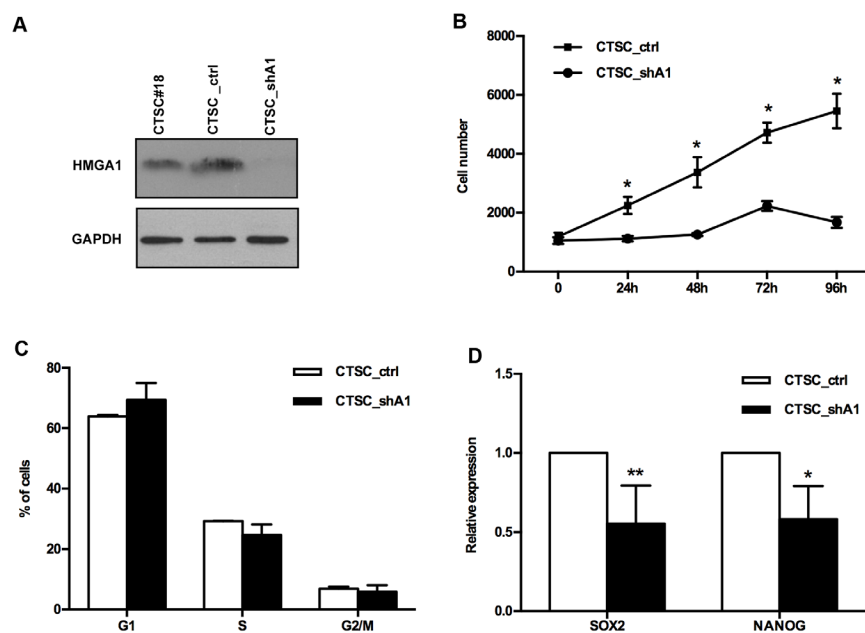 A
CTSC#18
CTSC _ctrl
CTSC_shA1
HMGA1
GAPDH
B
CTSC_ctrl
CTSC_shA1
Cell number
8000
6000
4000
2000
0
* * * *
0 24h 48h 72h 96h
C
CTSC_ctrl
CTSC_shA1
% of cells
80
60
40
20
0
G1 S G2/M
D
CTSC_ctrl
CTSC_shA1
Relative expression
1.5
1.0
0.5
0.0
** *
SOX2 NANOG